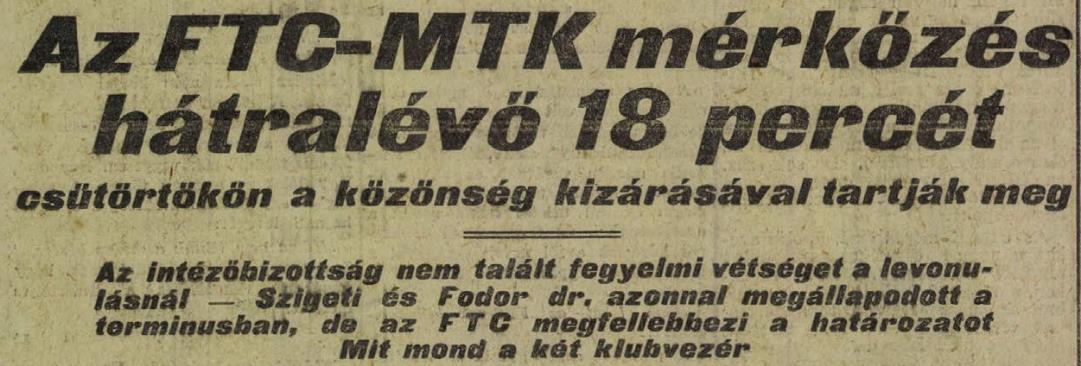 Az FTC-MTK mérkőzés
hátralévő 18 percét
csütörtökön a közönség kizárásával tartják meg
Az intézőbizottság nem talált fegyelmi vétséget a levonu-
lásnál — Szigeti és Fodor dr. azonnal megállapodott a
terminusban, de az FTC megfellebbezi a határozatot
Mit mond a két klubvezér